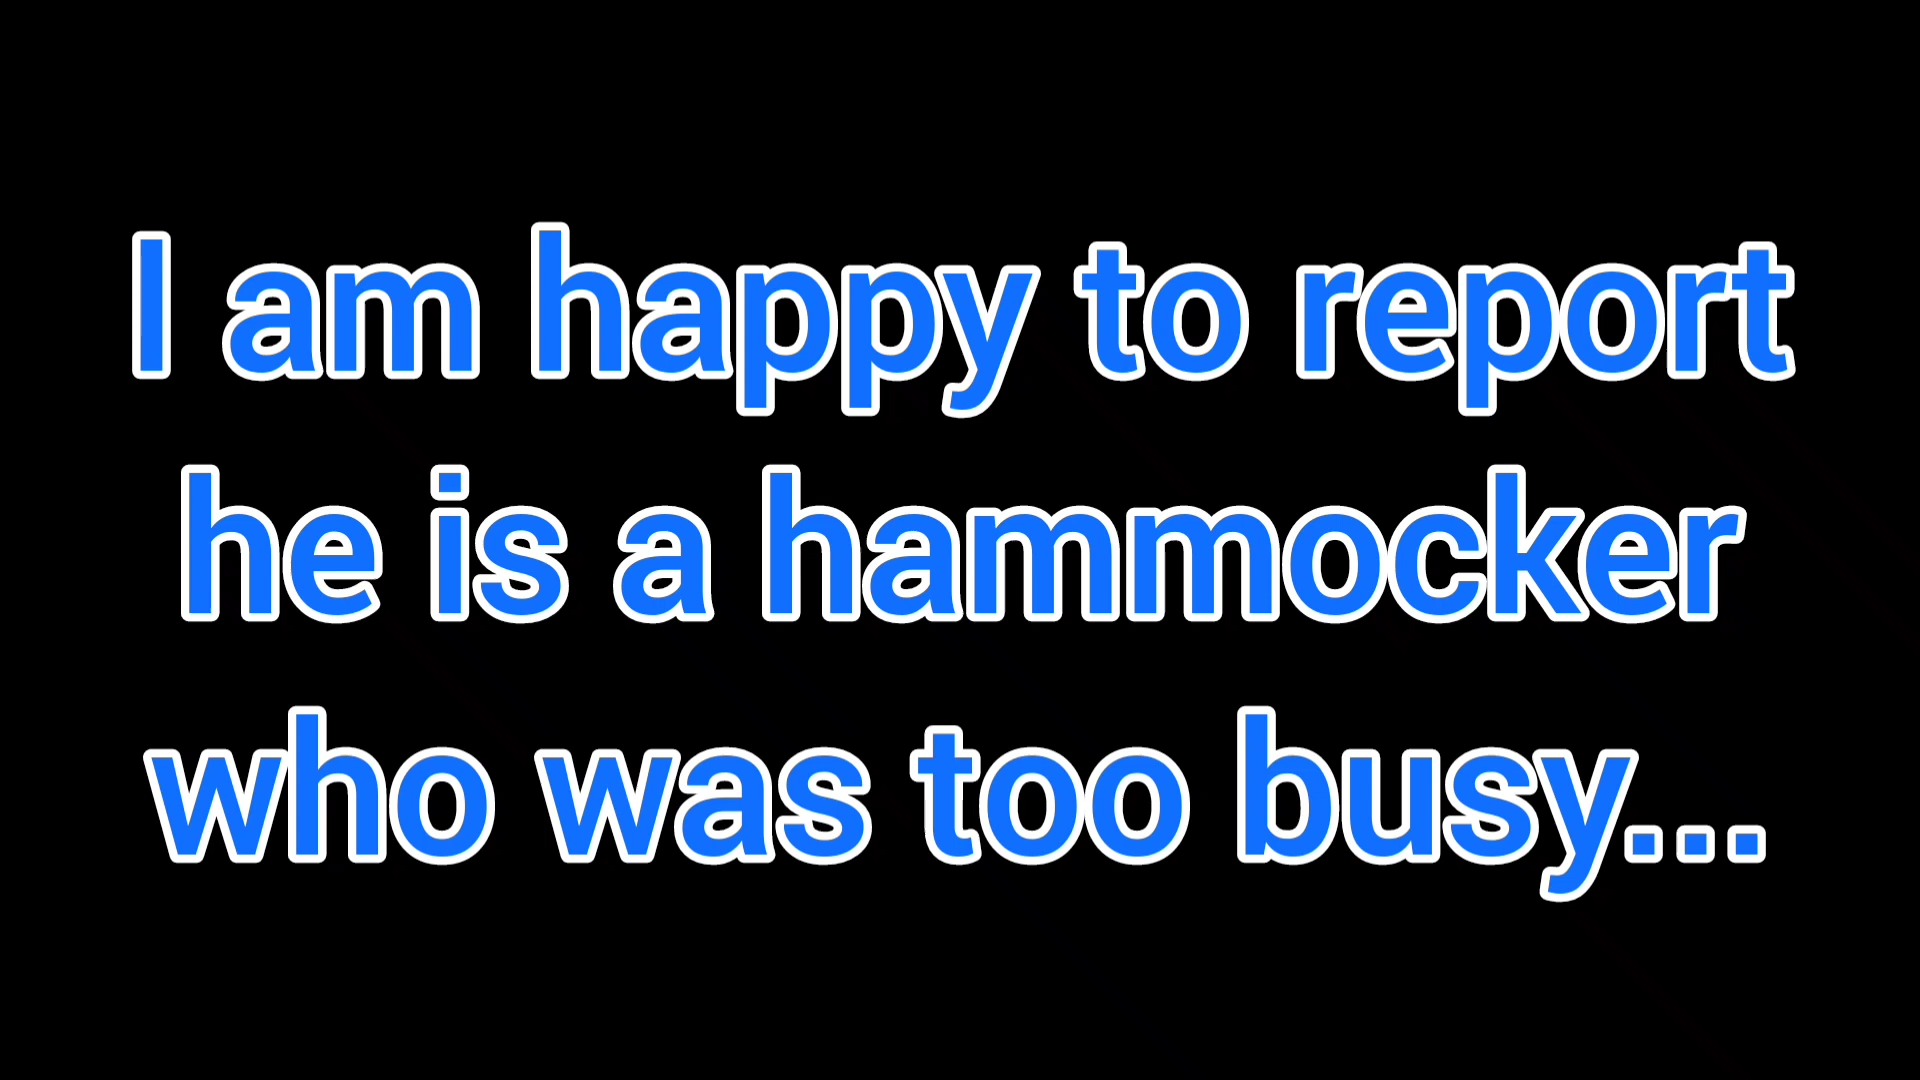 I am happy to report
he is a hammocker
who was too busy...